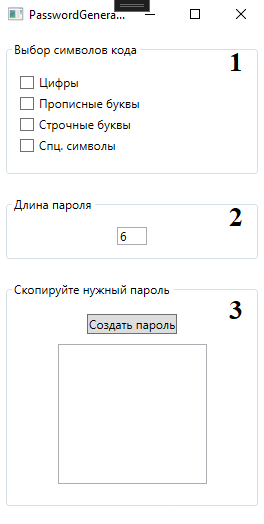 PasswordGenera...
Выбор символов кода
1
Цифры
Прописные буквы
Строчные буквы
Спц. символы
Длина пароля
2
6
Скопируйте нужный пароль
3
Создать пароль